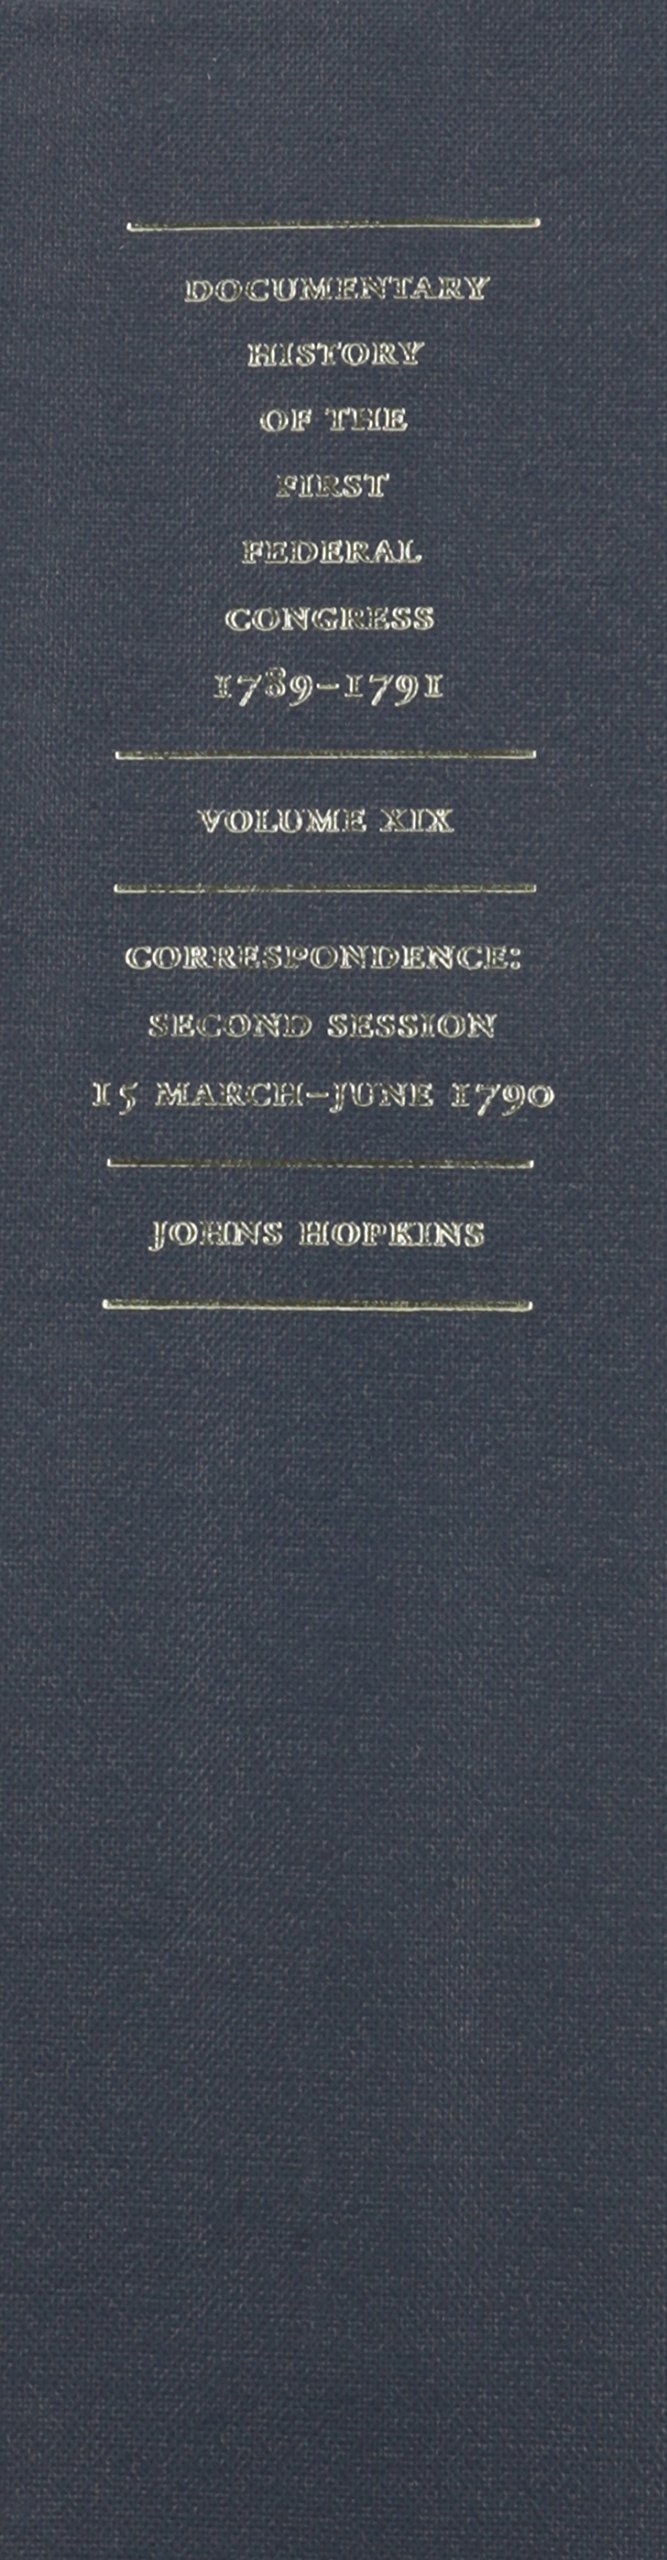 DOCUMENTARY
HISTORY
OF THE
FIRST
FEDERAL
CONGRESS
1789–1791
VOLUME XIX
CORRESPONDENCE:
SECOND SESSION
15 MARCH–JUNE 1790
JOHNS HOPKINS